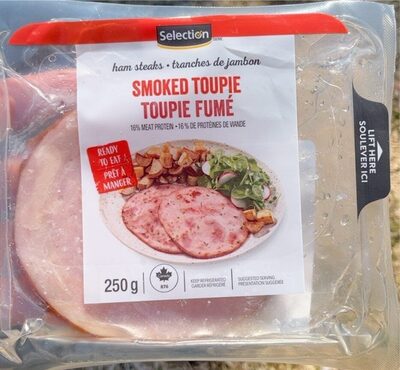 Selection
ham steaks • tranches de jambon
SMOKED TOUPIE
TOUPIE FUMÉ
16% MEAT PROTEIN • 16 % DE PROTÉINES DE VIANDE
READY
TO EAT!
PRÊT À
MANGER
LIFT HERE
SOULEVER ICI
250 g
KEEP REFRIGERATED
GARDER RÉFRIGÉRÉ
SUGGESTED SERVING
PRÉSENTATION SUGGÉRÉE